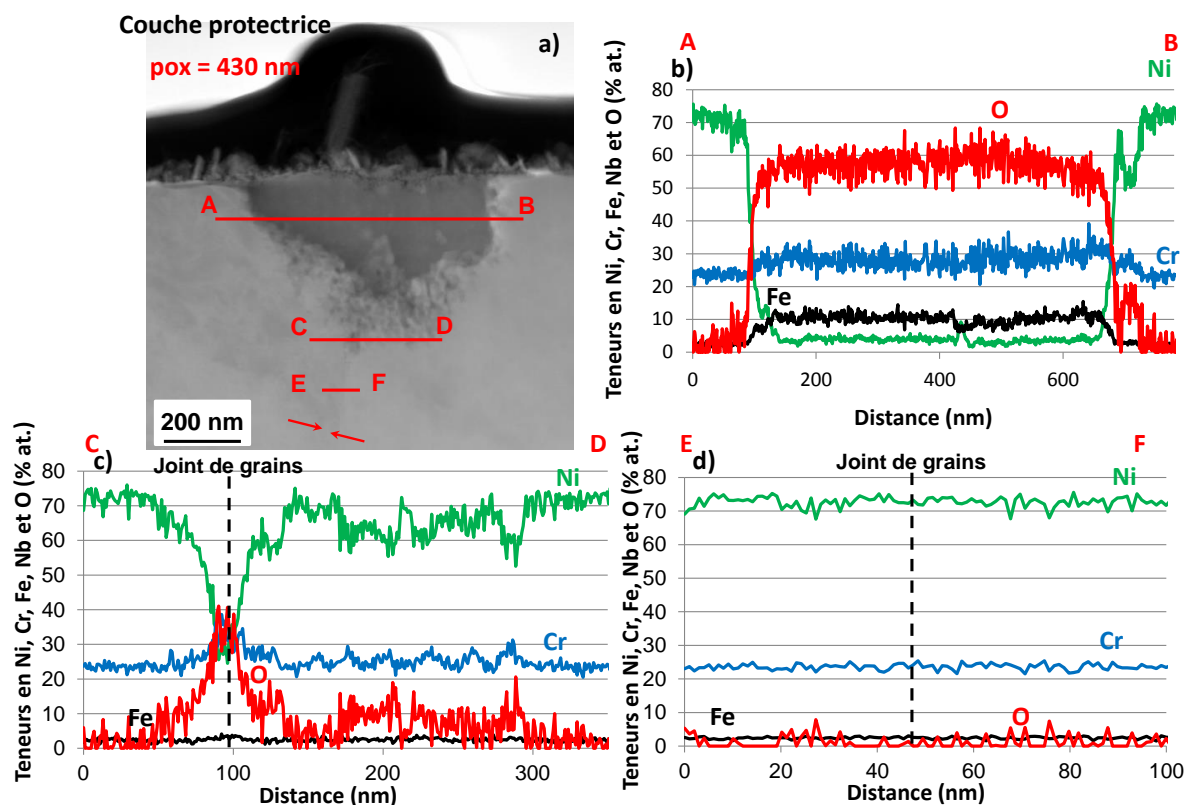 Couche protectrice
a)
pox = 430 nm
A
B
C
D
E
F
200 nm
A
B
b)
Ni
Teneurs en Ni, Cr, Fe, Nb et O (% at.)
80
70
60
50
40
30
20
10
0
O
Cr
Fe
0 200 400 600
Distance (nm)
C
D
c)
Joint de grains
Ni
Teneurs en Ni, Cr, Fe, Nb et O (% at.)
80
70
60
50
40
30
20
10
0
Cr
O
Fe
0 100 200 300
Distance (nm)
E
F
d)
Joint de grains
Ni
Teneurs en Ni, Cr, Fe, Nb et O (% at.)
80
70
60
50
40
30
20
10
0
Cr
Fe
O
0 20 40 60 80 100
Distance (nm)